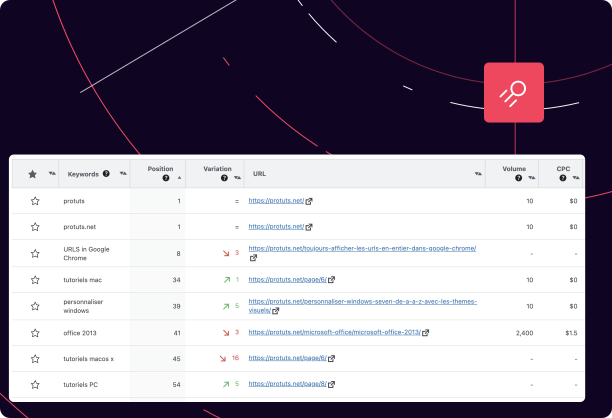 Keywords Position Variation URL Volume CPC
protuts 1 = https://protuts.net/ 10 $0
protuts.net 1 = https://protuts.net/ 10 $0
URLS in Google Chrome 8 3 https://protuts.net/toujours-afficher-les-urls-en-entier-dans-google-chrome/ - -
tutoriels mac 34 1 https://protuts.net/page/6/ 10 $0
personnaliser windows 39 5 https://protuts.net/personnaliser-windows-seven-de-a-a-z-avec-les-themes-visuels/ 10 $0
office 2013 41 3 https://protuts.net/microsoft-office/microsoft-office-2013/ 2,400 $1.5
tutoriels macos x 45 16 https://protuts.net/page/6/ - -
tutoriels PC 54 5 https://protuts.net/page/8/ - -